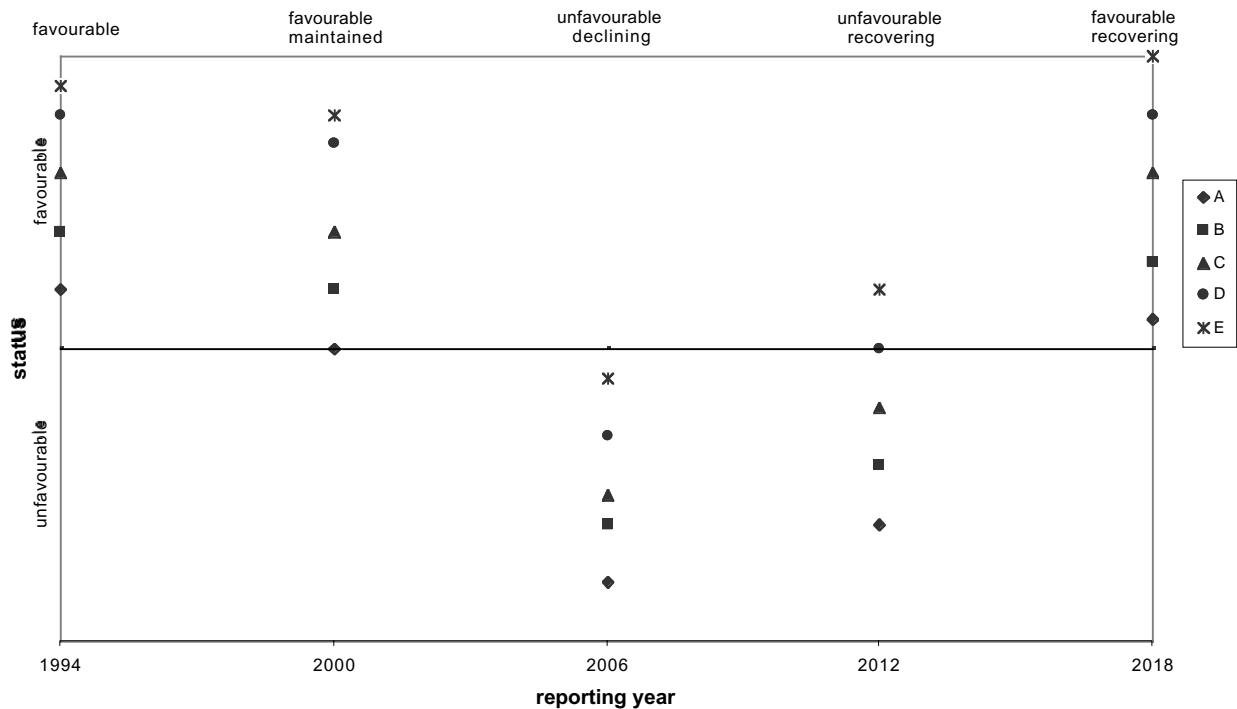 favourable
favourable
maintained
unfavourable
declining
unfavourable
recovering
favourable
recovering
favourable
status
unfavourable
A
B
C
D
E
1994
2000
2006
2012
2018
reporting year